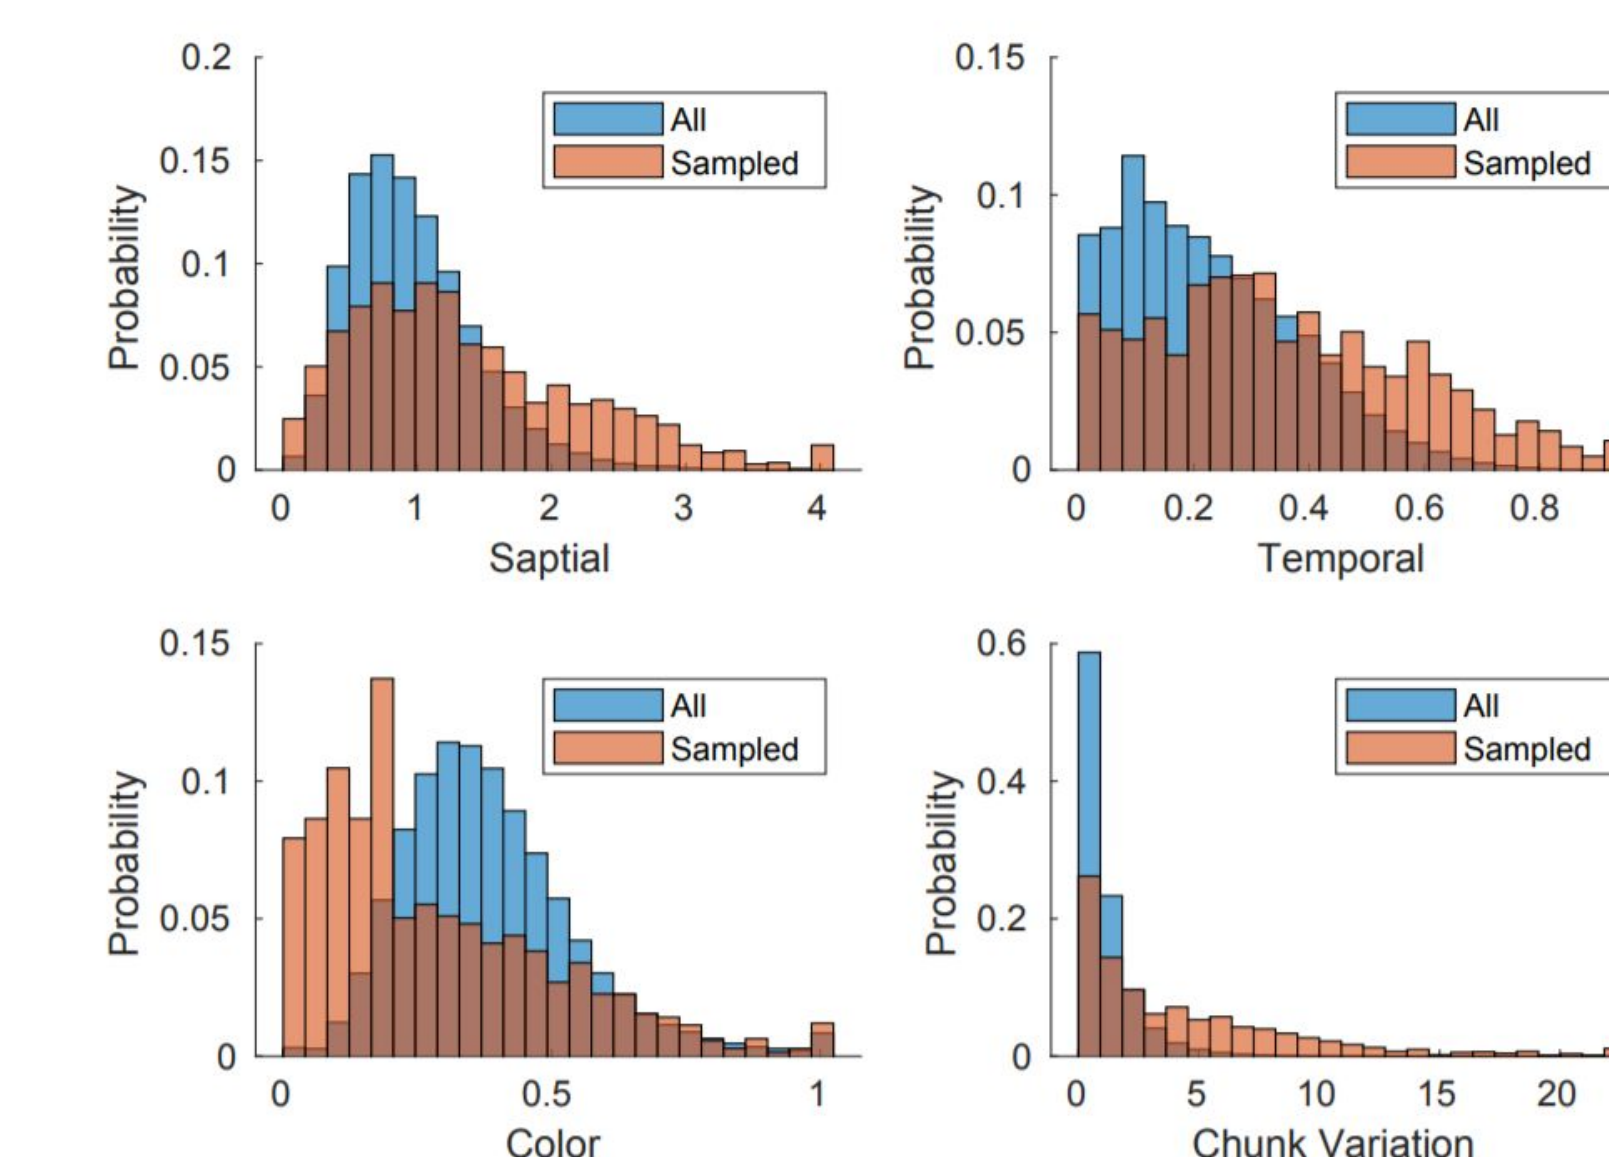 0.2
0.15
0.1
0.05
0
Probability
All
Sampled
0 1 2 3 4
Saptial
0.15
0.1
0.05
0
Probability
All
Sampled
0 0.2 0.4 0.6 0.8
Temporal
0.15
0.1
0.05
0
Probability
All
Sampled
0 0.5 1
Color
0.6
0.4
0.2
0
Probability
All
Sampled
0 5 10 15 20
Chunk Variation